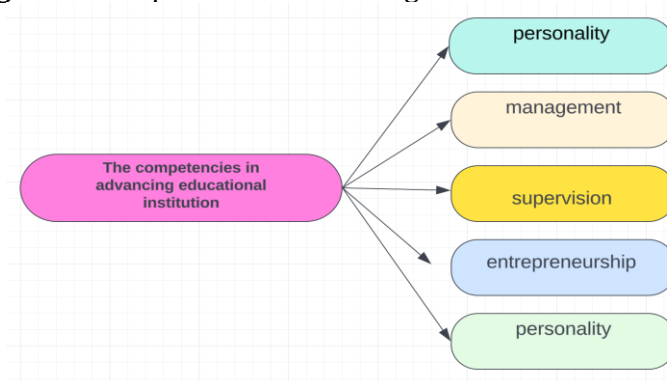 personality
management
The competencies in
advancing educational
institution
supervision
entrepreneurship
personality